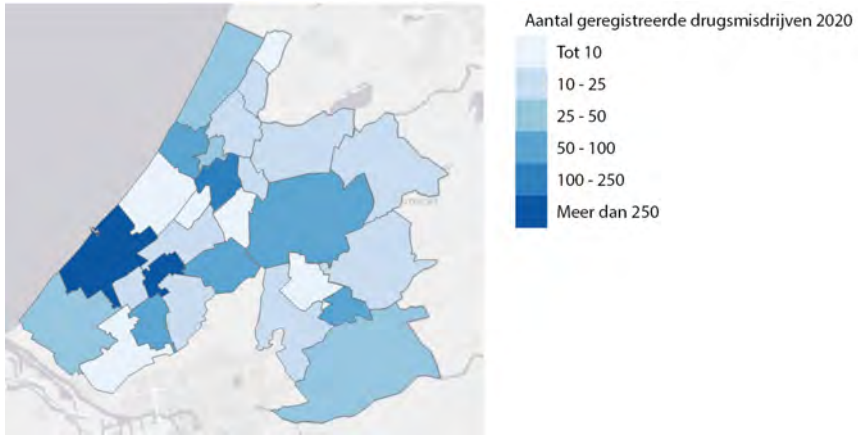 Aantal geregistreerde drugsmisdrijven 2020
Tot 10
10 - 25
25 - 50
50 - 100
100 - 250
Meer dan 250